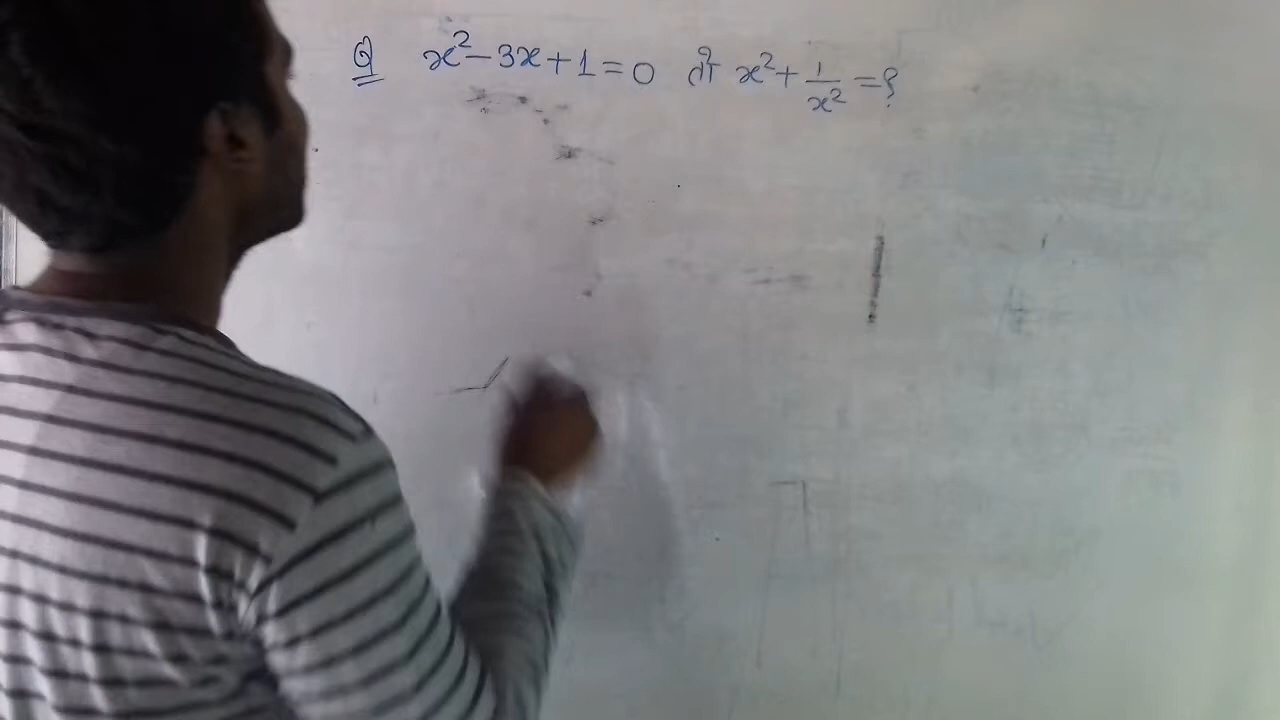 Q x² - 3x + 1 = 0 तो x² + 1/x² = ?